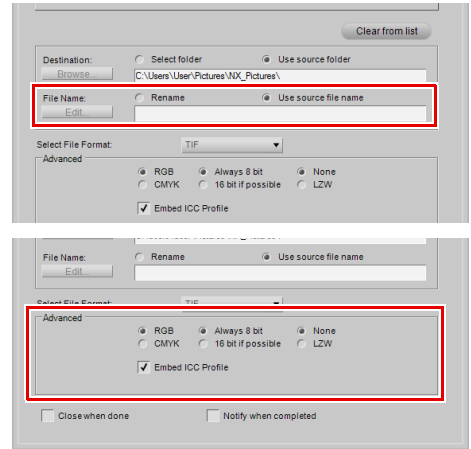 Clear from list
Destination: Select folder Use source folder
Browse... C:\Users\User\Pictures\NX_Pictures\
File Name: Rename Use source file name
Edit...
Select File Format: TIF
Advanced
RGB Always 8 bit None
CMYK 16 bit if possible LZW
Embed ICC Profile
File Name: Rename Use source file name
Edit...
Select File Format: TIF
Advanced
RGB Always 8 bit None
CMYK 16 bit if possible LZW
Embed ICC Profile
Close when done Notify when completed